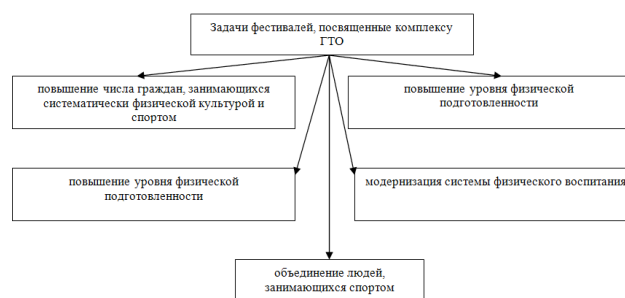 Задачи фестивалей, посвященные комплексу
ГТО
повышение числа граждан, занимающихся
систематически физической культурой и
спортом
повышение уровня физической
подготовленности
повышение уровня физической
подготовленности
модернизация системы физического воспитания
объединение людей,
занимающихся спортом